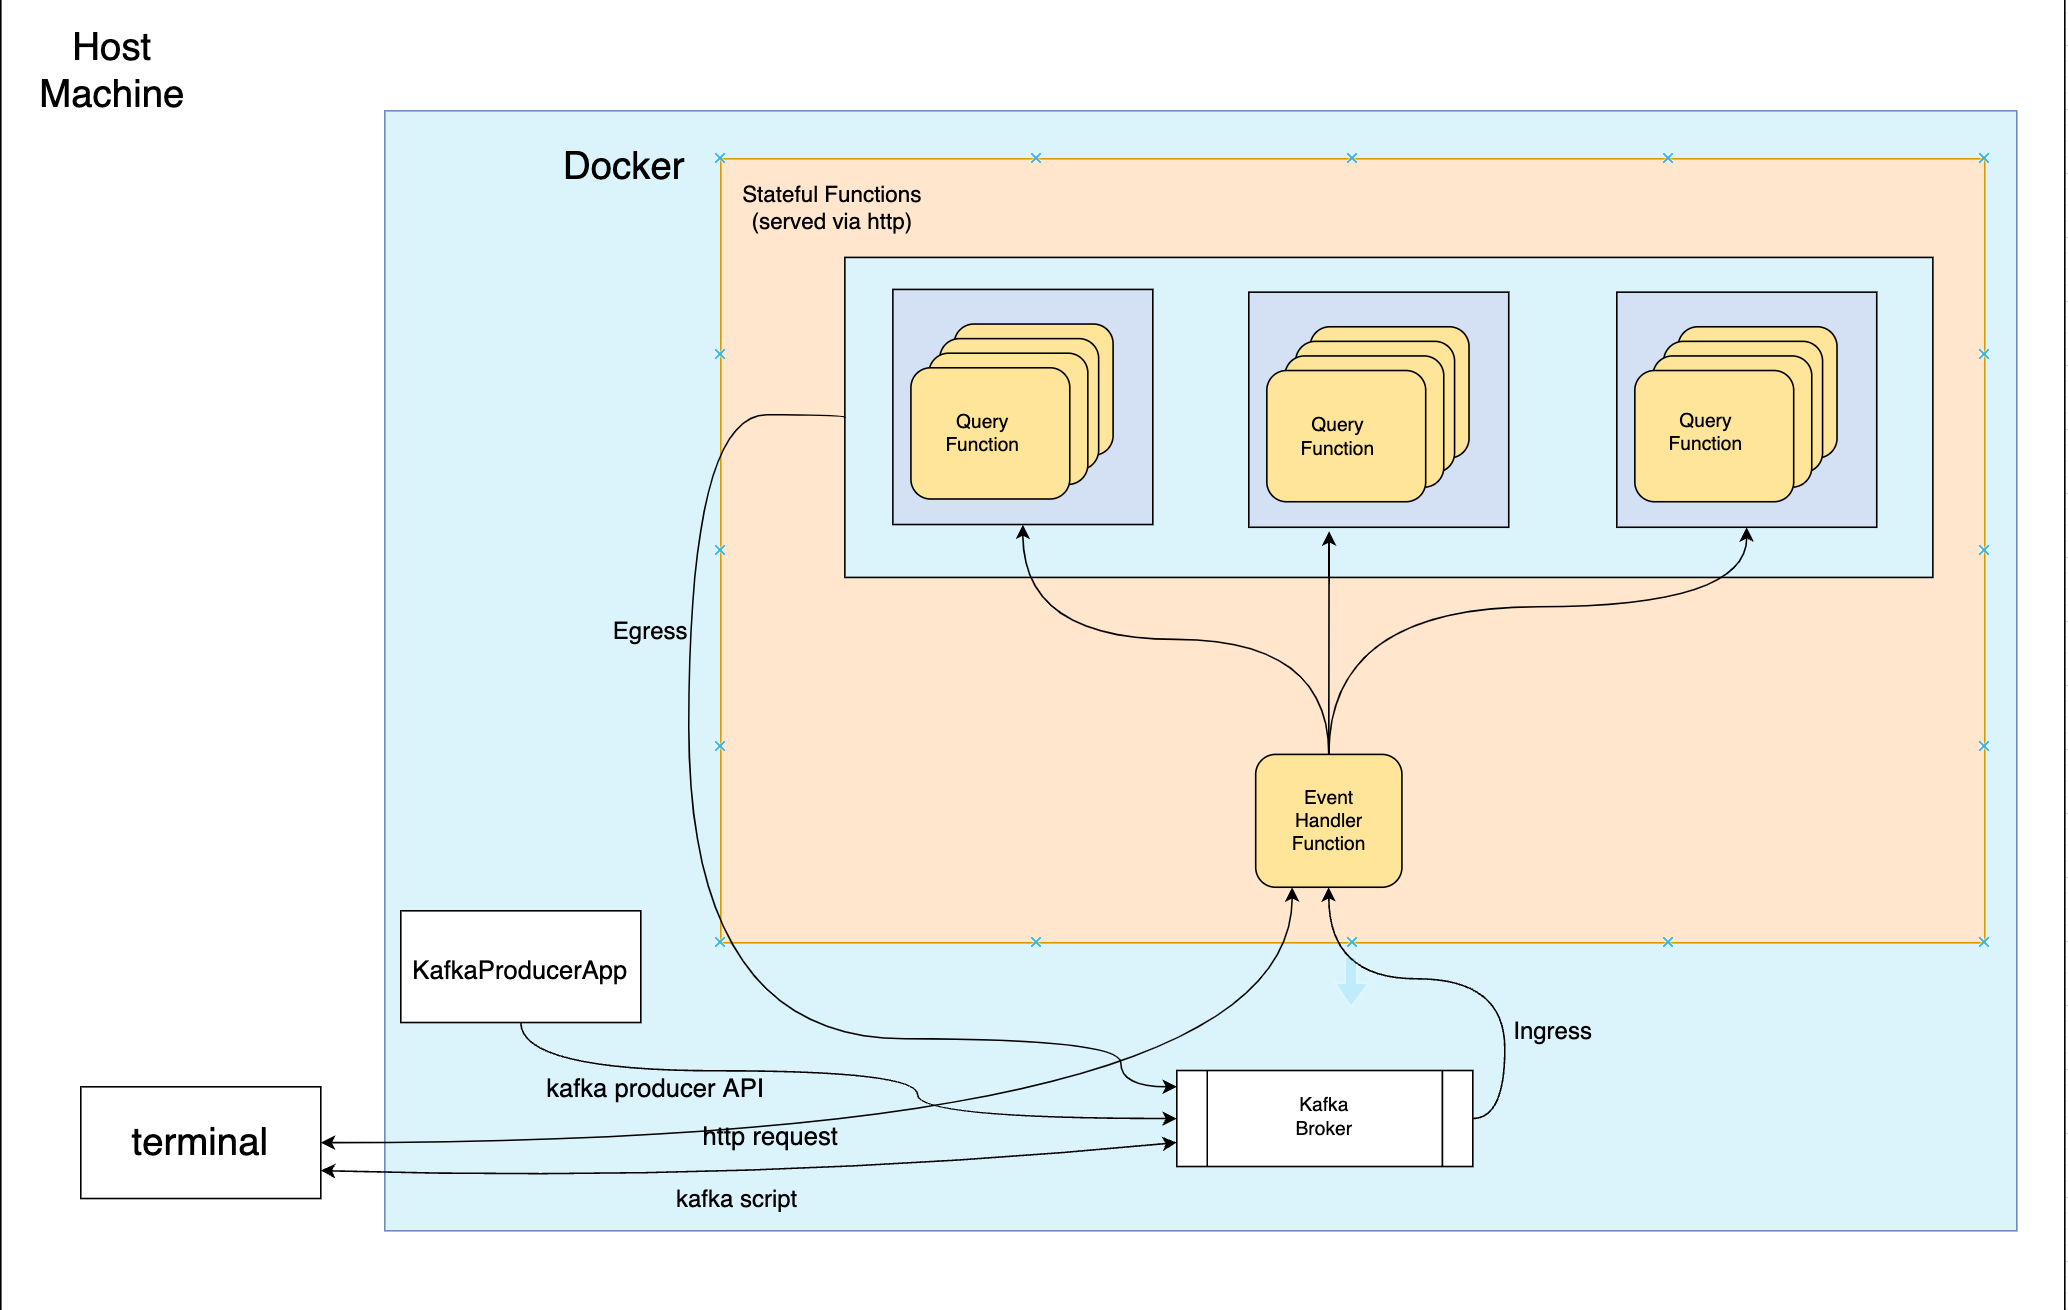 Host
Machine
Docker
Stateful Functions
(served via http)
Query
Function
Query
Function
Query
Function
Egress
Event
Handler
Function
KafkaProducerApp
Ingress
kafka producer API
Kafka
Broker
terminal
http request
kafka script